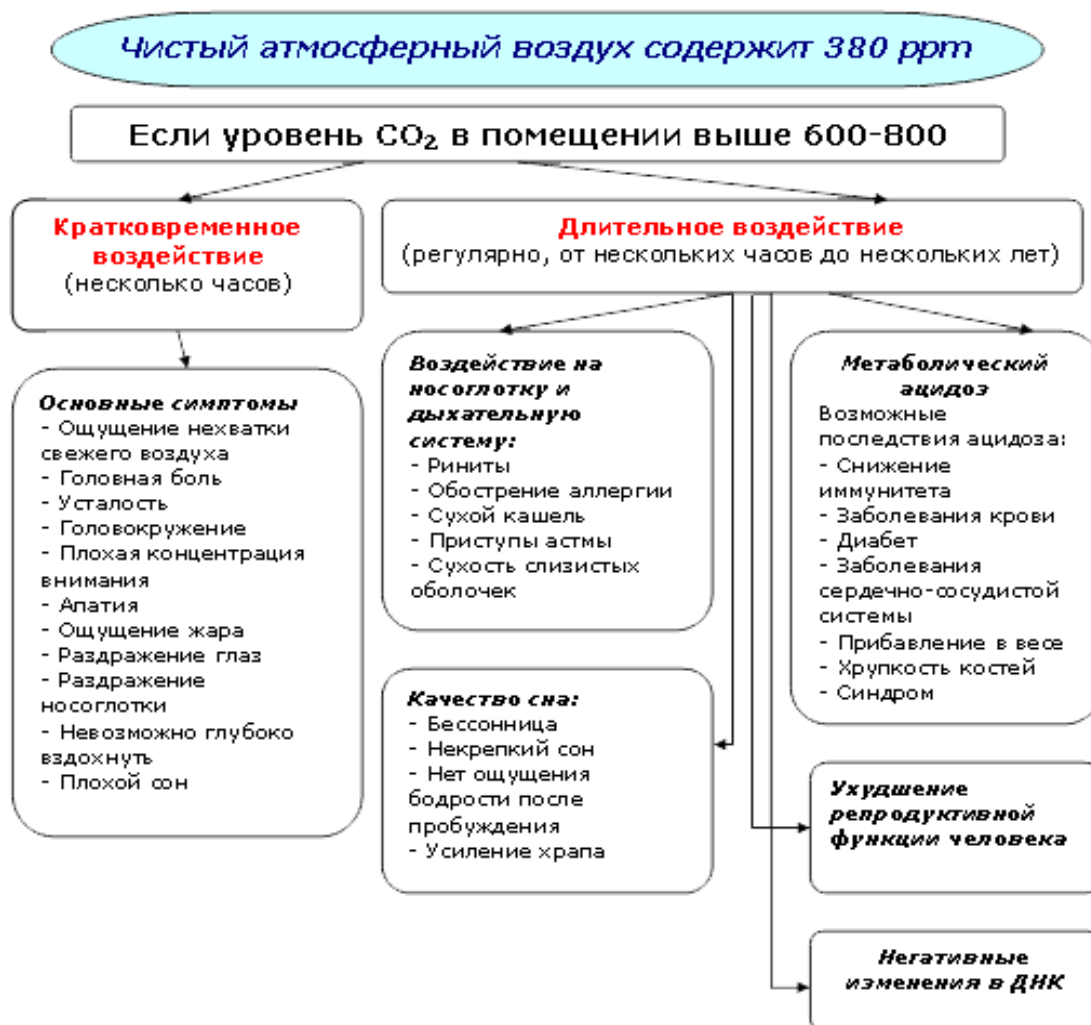 Чистый атмосферный воздух содержит 380 ppm
Если уровень CO₂ в помещении выше 600-800
Кратковременное
воздействие
(несколько часов)
Длительное воздействие
(регулярно, от нескольких часов до нескольких лет)
Основные симптомы
- Ощущение нехватки
свежего воздуха
- Головная боль
- Усталость
- Головокружение
- Плохая концентрация
внимания
- Апатия
- Ощущение жара
- Раздражение глаз
- Раздражение
носоглотки
- Невозможно глубоко
вздохнуть
- Плохой сон
Воздействие на
носоглотку и
дыхательную
систему:
- Риниты
- Обострение аллергии
- Сухой кашель
- Приступы астмы
- Сухость слизистых
оболочек
Качество сна:
- Бессонница
- Некрепкий сон
- Нет ощущения
бодрости после
пробуждения
- Усиление храпа
Метаболический
ацидоз
Возможные
последствия ацидоза:
- Снижение
иммунитета
- Заболевания крови
- Диабет
- Заболевания
сердечно-сосудистой
системы
- Прибавление в весе
- Хрупкость костей
- Синдром
Ухудшение
репродуктивной
функции человека
Негативные
изменения в ДНК